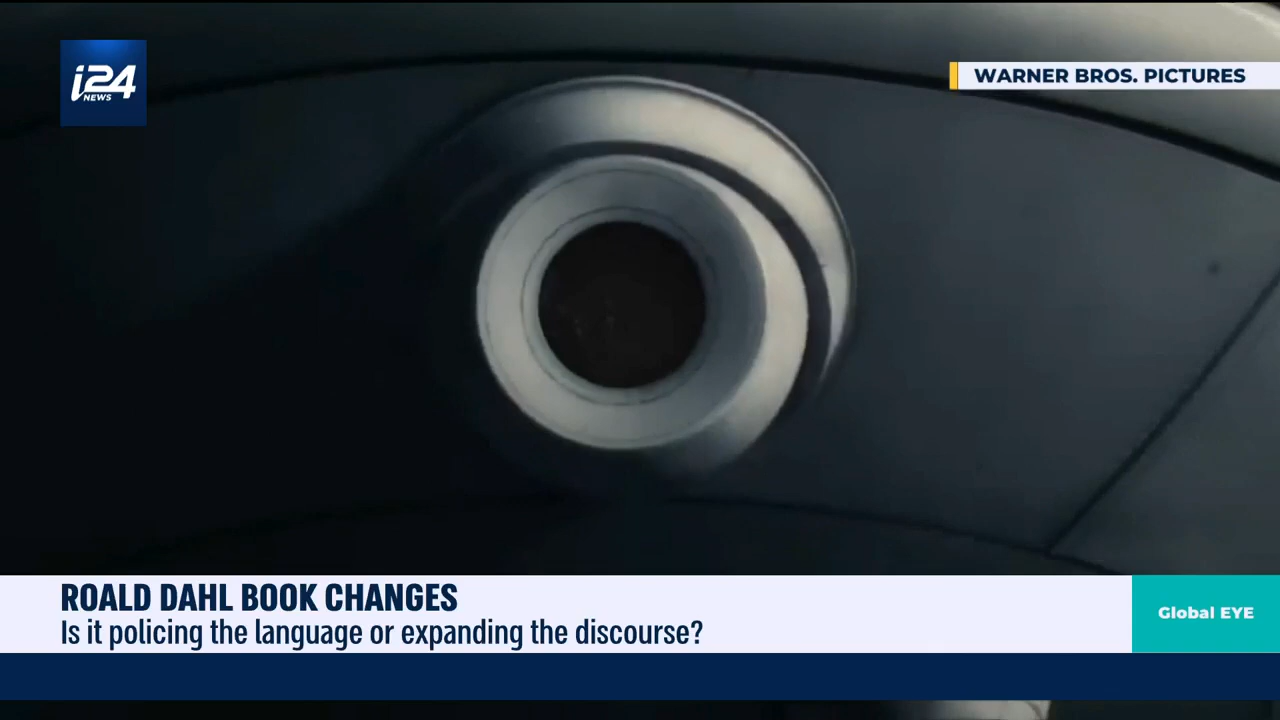 i24
NEWS
WARNER BROS. PICTURES
ROALD DAHL BOOK CHANGES
Is it policing the language or expanding the discourse?
Global EYE